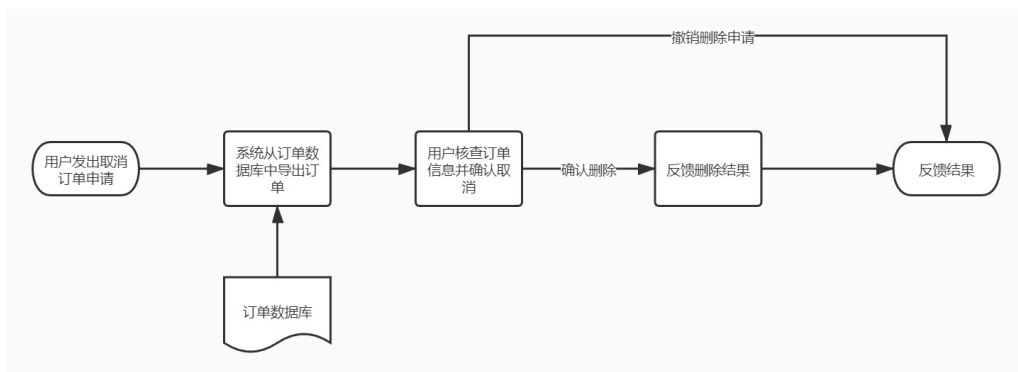 撤销删除申请
用户发出取消
订单申请
系统从订单数
据库中导出订
单
用户核查订单
信息并确认取
消
确认删除
反馈删除结果
反馈结果
订单数据库